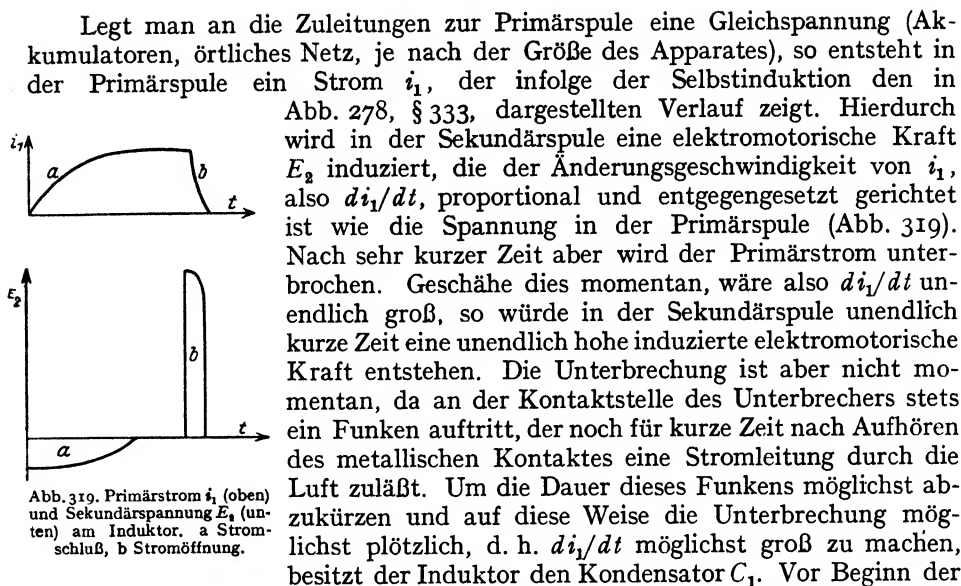 Legt man an die Zuleitungen zur Primärspule eine Gleichspannung (Ak-
kumulatoren, örtliches Netz, je nach der Größe des Apparates), so entsteht in
der Primärspule ein Strom i₁, der infolge der Selbstinduktion den in
Abb. 278, § 333, dargestellten Verlauf zeigt. Hierdurch
wird in der Sekundärspule eine elektromotorische Kraft
E₂ induziert, die der Änderungsgeschwindigkeit von i₁,
also di₁/dt, proportional und entgegengesetzt gerichtet
ist wie die Spannung in der Primärspule (Abb. 319).
Nach sehr kurzer Zeit aber wird der Primärstrom unter-
brochen. Geschähe dies momentan, wäre also di₁/dt un-
endlich groß, so würde in der Sekundärspule unendlich
kurze Zeit eine unendlich hohe induzierte elektromotorische
Kraft entstehen. Die Unterbrechung ist aber nicht mo-
mentan, da an der Kontaktstelle des Unterbrechers stets
ein Funken auftritt, der noch für kurze Zeit nach Aufhören
des metallischen Kontaktes eine Stromleitung durch die
Luft zuläßt. Um die Dauer dieses Funkens möglichst ab-
zukürzen und auf diese Weise die Unterbrechung mög-
lichst plötzlich, d. h. di₁/dt möglichst groß zu machen,
besitzt der Induktor den Kondensator C₁. Vor Beginn der
i₁
a
b
t
E₂
b
t
a
Abb. 319. Primärstrom i₁ (oben)
und Sekundärspannung E₂ (un-
ten) am Induktor. a Strom-
schluß, b Stromöffnung.